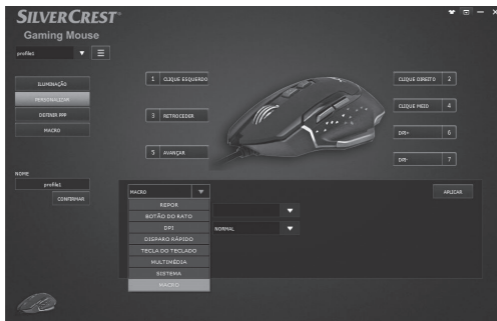 SILVERCREST®
Gaming Mouse
profile1
ILUMINAÇÃO
PERSONALIZAR
DEFINIR PPP
MACRO
NOME
profile1
CONFIRMAR
1 CLIQUE ESQUERDO
3 RETROCEDER
5 AVANÇAR
CLIQUE DIREITO 2
CLIQUE MEIO 4
DPI+ 6
DPI- 7
MACRO
APLICAR
REPOR
BOTÃO DO RATO
DPI
NORMAL
DISPARO RÁPIDO
TECLA DO TECLADO
MULTIMÉDIA
SISTEMA
MACRO